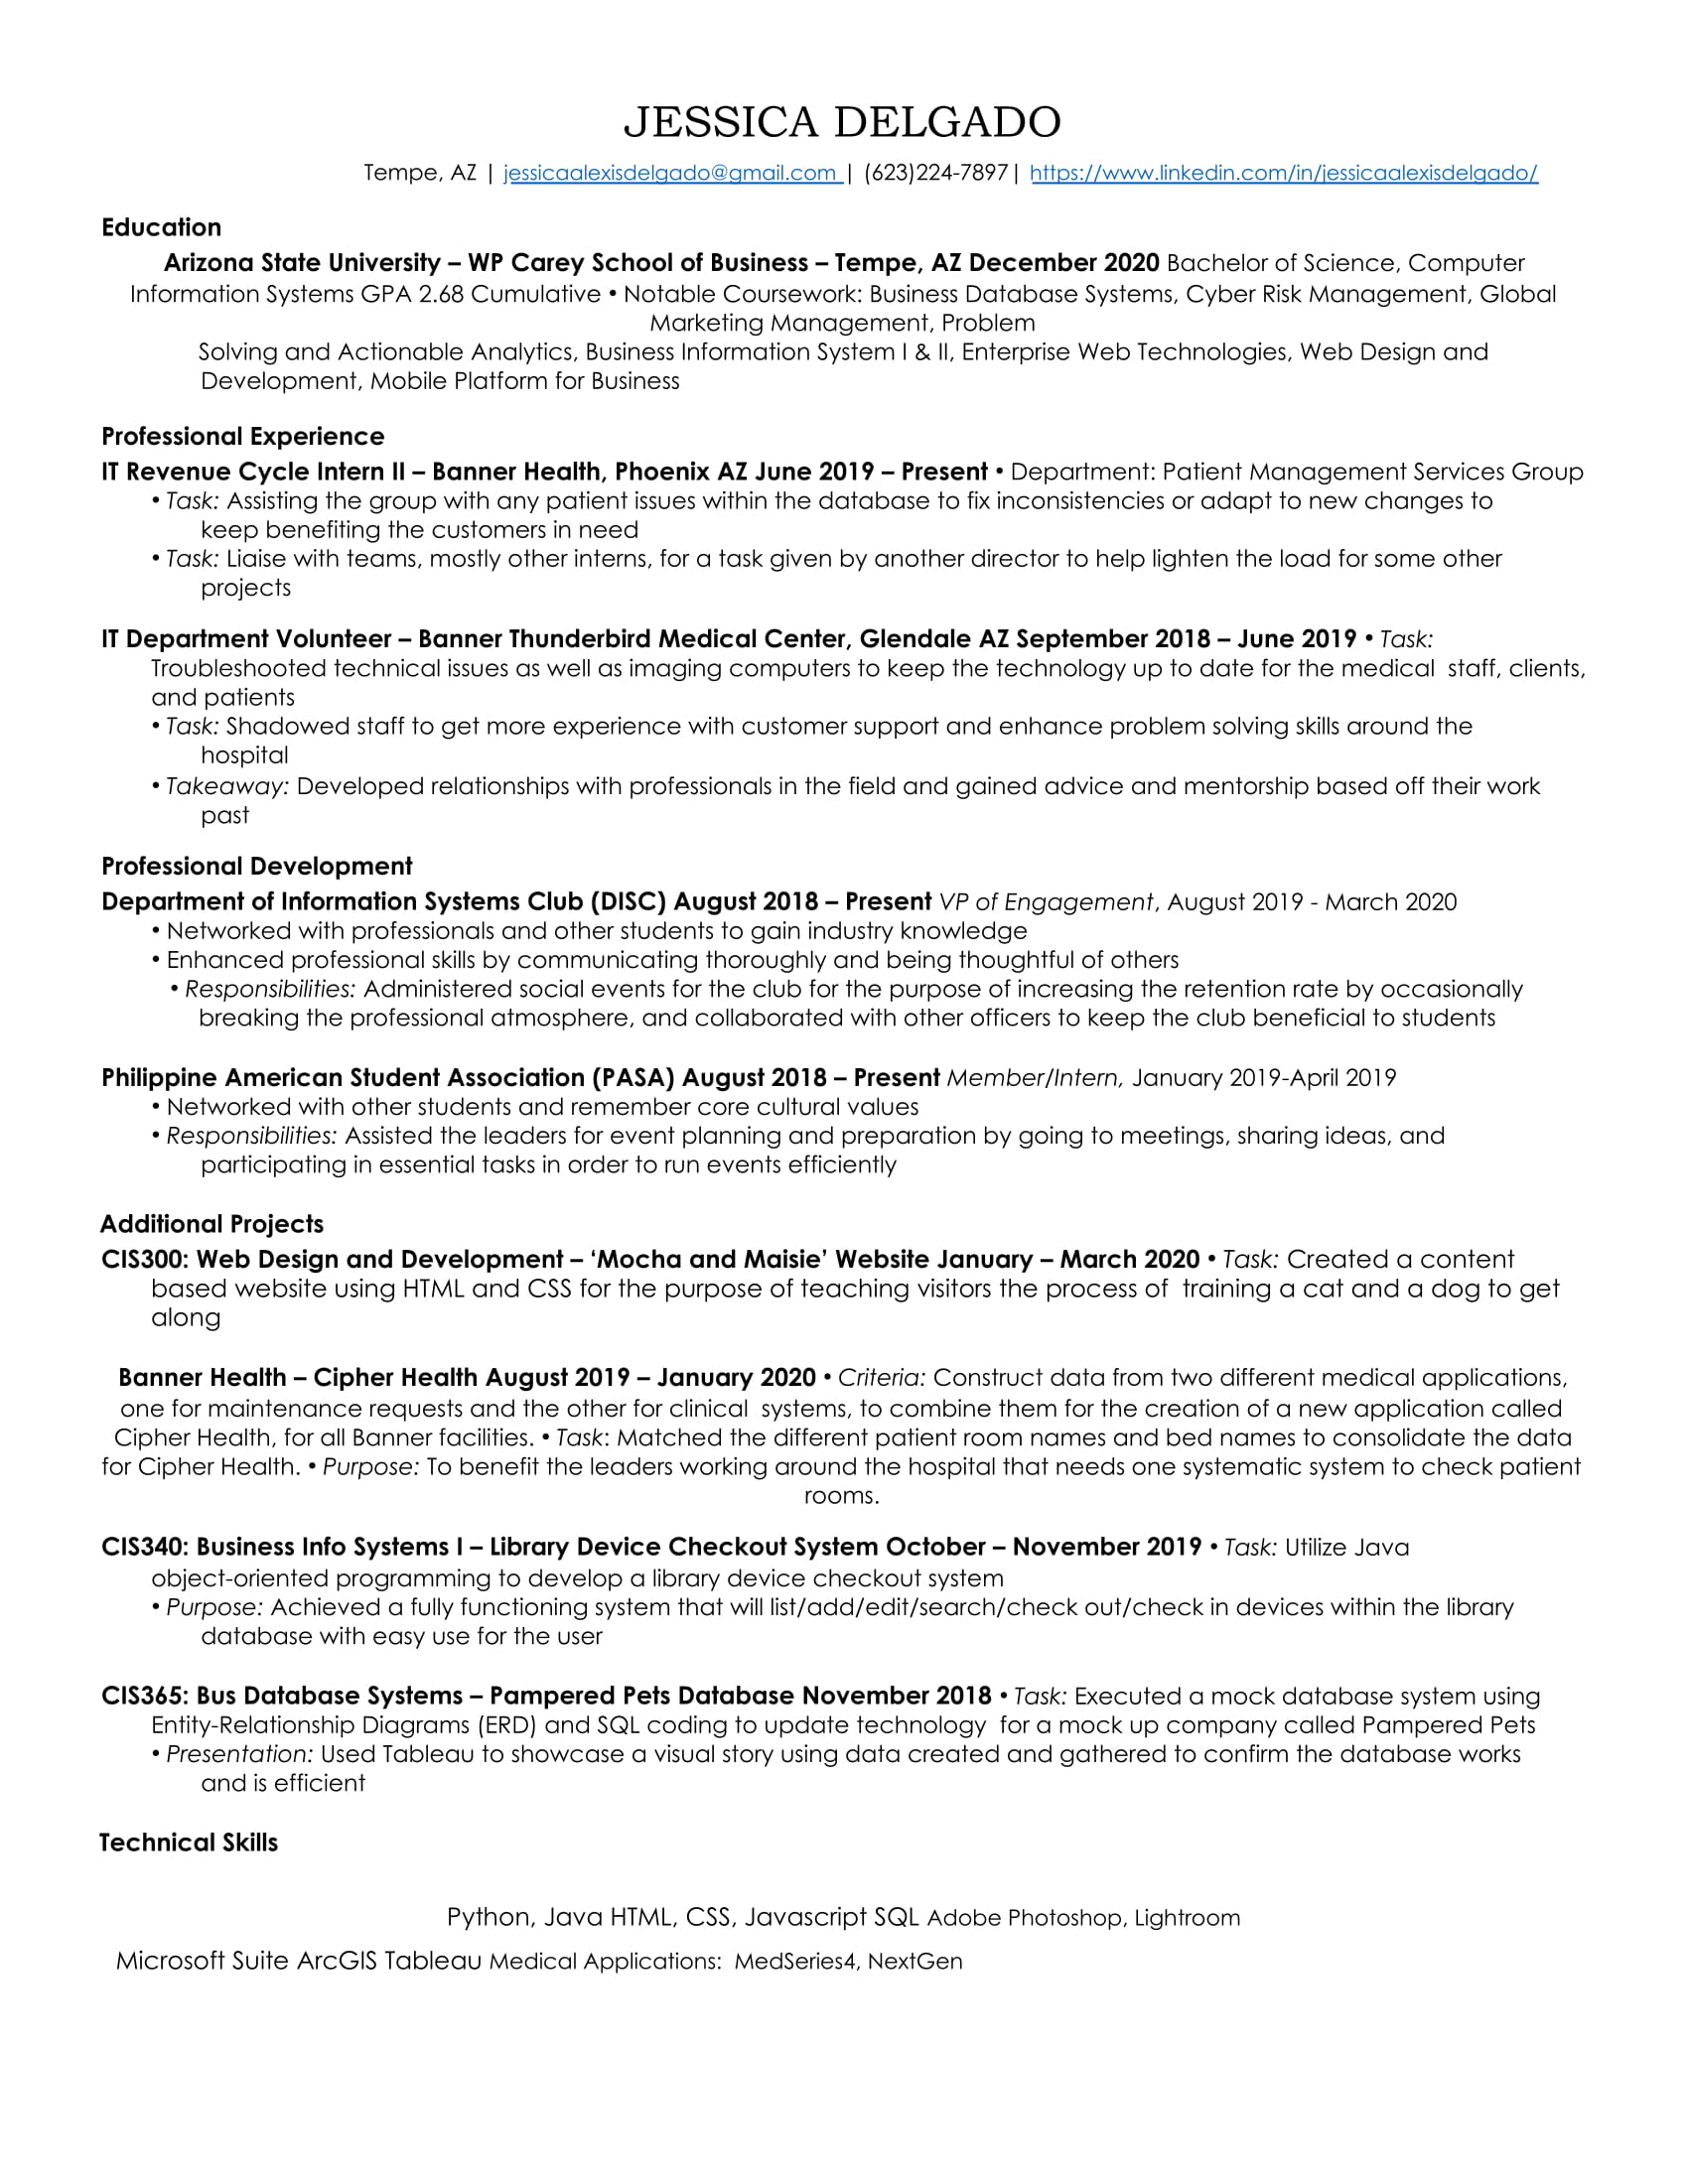 JESSICA DELGADO
Tempe, AZ | jessicaalexisdelgado@gmail.com | (623)224-7897| https://www.linkedin.com/in/jessicaalexisdelgado/
Education
Arizona State University – WP Carey School of Business – Tempe, AZ December 2020 Bachelor of Science, Computer
Information Systems GPA 2.68 Cumulative • Notable Coursework: Business Database Systems, Cyber Risk Management, Global
Marketing Management, Problem
Solving and Actionable Analytics, Business Information System I & II, Enterprise Web Technologies, Web Design and
Development, Mobile Platform for Business
Professional Experience
IT Revenue Cycle Intern II – Banner Health, Phoenix AZ June 2019 – Present • Department: Patient Management Services Group
• Task: Assisting the group with any patient issues within the database to fix inconsistencies or adapt to new changes to
keep benefiting the customers in need
• Task: Liaise with teams, mostly other interns, for a task given by another director to help lighten the load for some other
projects
IT Department Volunteer – Banner Thunderbird Medical Center, Glendale AZ September 2018 – June 2019 • Task:
Troubleshooted technical issues as well as imaging computers to keep the technology up to date for the medical staff, clients,
and patients
• Task: Shadowed staff to get more experience with customer support and enhance problem solving skills around the
hospital
• Takeaway: Developed relationships with professionals in the field and gained advice and mentorship based off their work
past
Professional Development
Department of Information Systems Club (DISC) August 2018 – Present VP of Engagement, August 2019 - March 2020
• Networked with professionals and other students to gain industry knowledge
• Enhanced professional skills by communicating thoroughly and being thoughtful of others
• Responsibilities: Administered social events for the club for the purpose of increasing the retention rate by occasionally
breaking the professional atmosphere, and collaborated with other officers to keep the club beneficial to students
Philippine American Student Association (PASA) August 2018 – Present Member/Intern, January 2019-April 2019
• Networked with other students and remember core cultural values
• Responsibilities: Assisted the leaders for event planning and preparation by going to meetings, sharing ideas, and
participating in essential tasks in order to run events efficiently
Additional Projects
CIS300: Web Design and Development – ‘Mocha and Maisie’ Website January – March 2020 • Task: Created a content
based website using HTML and CSS for the purpose of teaching visitors the process of training a cat and a dog to get
along
Banner Health – Cipher Health August 2019 – January 2020 • Criteria: Construct data from two different medical applications,
one for maintenance requests and the other for clinical systems, to combine them for the creation of a new application called
Cipher Health, for all Banner facilities. • Task: Matched the different patient room names and bed names to consolidate the data
for Cipher Health. • Purpose: To benefit the leaders working around the hospital that needs one systematic system to check patient
rooms.
CIS340: Business Info Systems I – Library Device Checkout System October – November 2019 • Task: Utilize Java
object-oriented programming to develop a library device checkout system
• Purpose: Achieved a fully functioning system that will list/add/edit/search/check out/check in devices within the library
database with easy use for the user
CIS365: Bus Database Systems – Pampered Pets Database November 2018 • Task: Executed a mock database system using
Entity-Relationship Diagrams (ERD) and SQL coding to update technology for a mock up company called Pampered Pets
• Presentation: Used Tableau to showcase a visual story using data created and gathered to confirm the database works
and is efficient
Technical Skills
Python, Java HTML, CSS, Javascript SQL Adobe Photoshop, Lightroom
Microsoft Suite ArcGIS Tableau Medical Applications: MedSeries4, NextGen